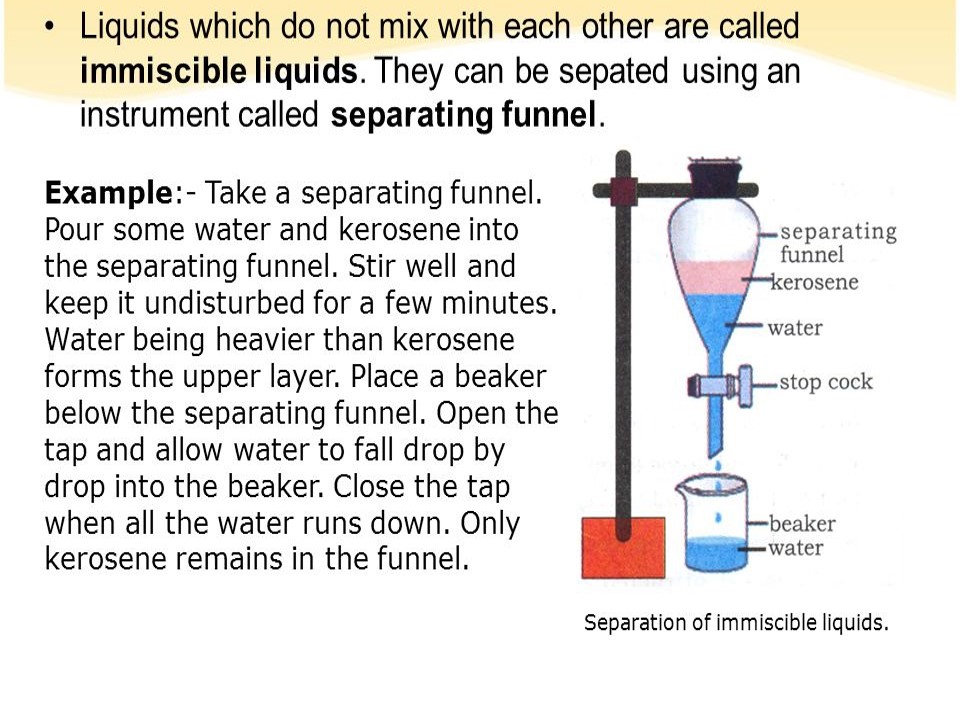 • Liquids which do not mix with each other are called
immiscible liquids. They can be sepated using an
instrument called separating funnel.
Example:- Take a separating funnel.
Pour some water and kerosene into
the separating funnel. Stir well and
keep it undisturbed for a few minutes.
Water being heavier than kerosene
forms the upper layer. Place a beaker
below the separating funnel. Open the
tap and allow water to fall drop by
drop into the beaker. Close the tap
when all the water runs down. Only
kerosene remains in the funnel.
separating
funnel
kerosene
water
stop cock
beaker
water
Separation of immiscible liquids.